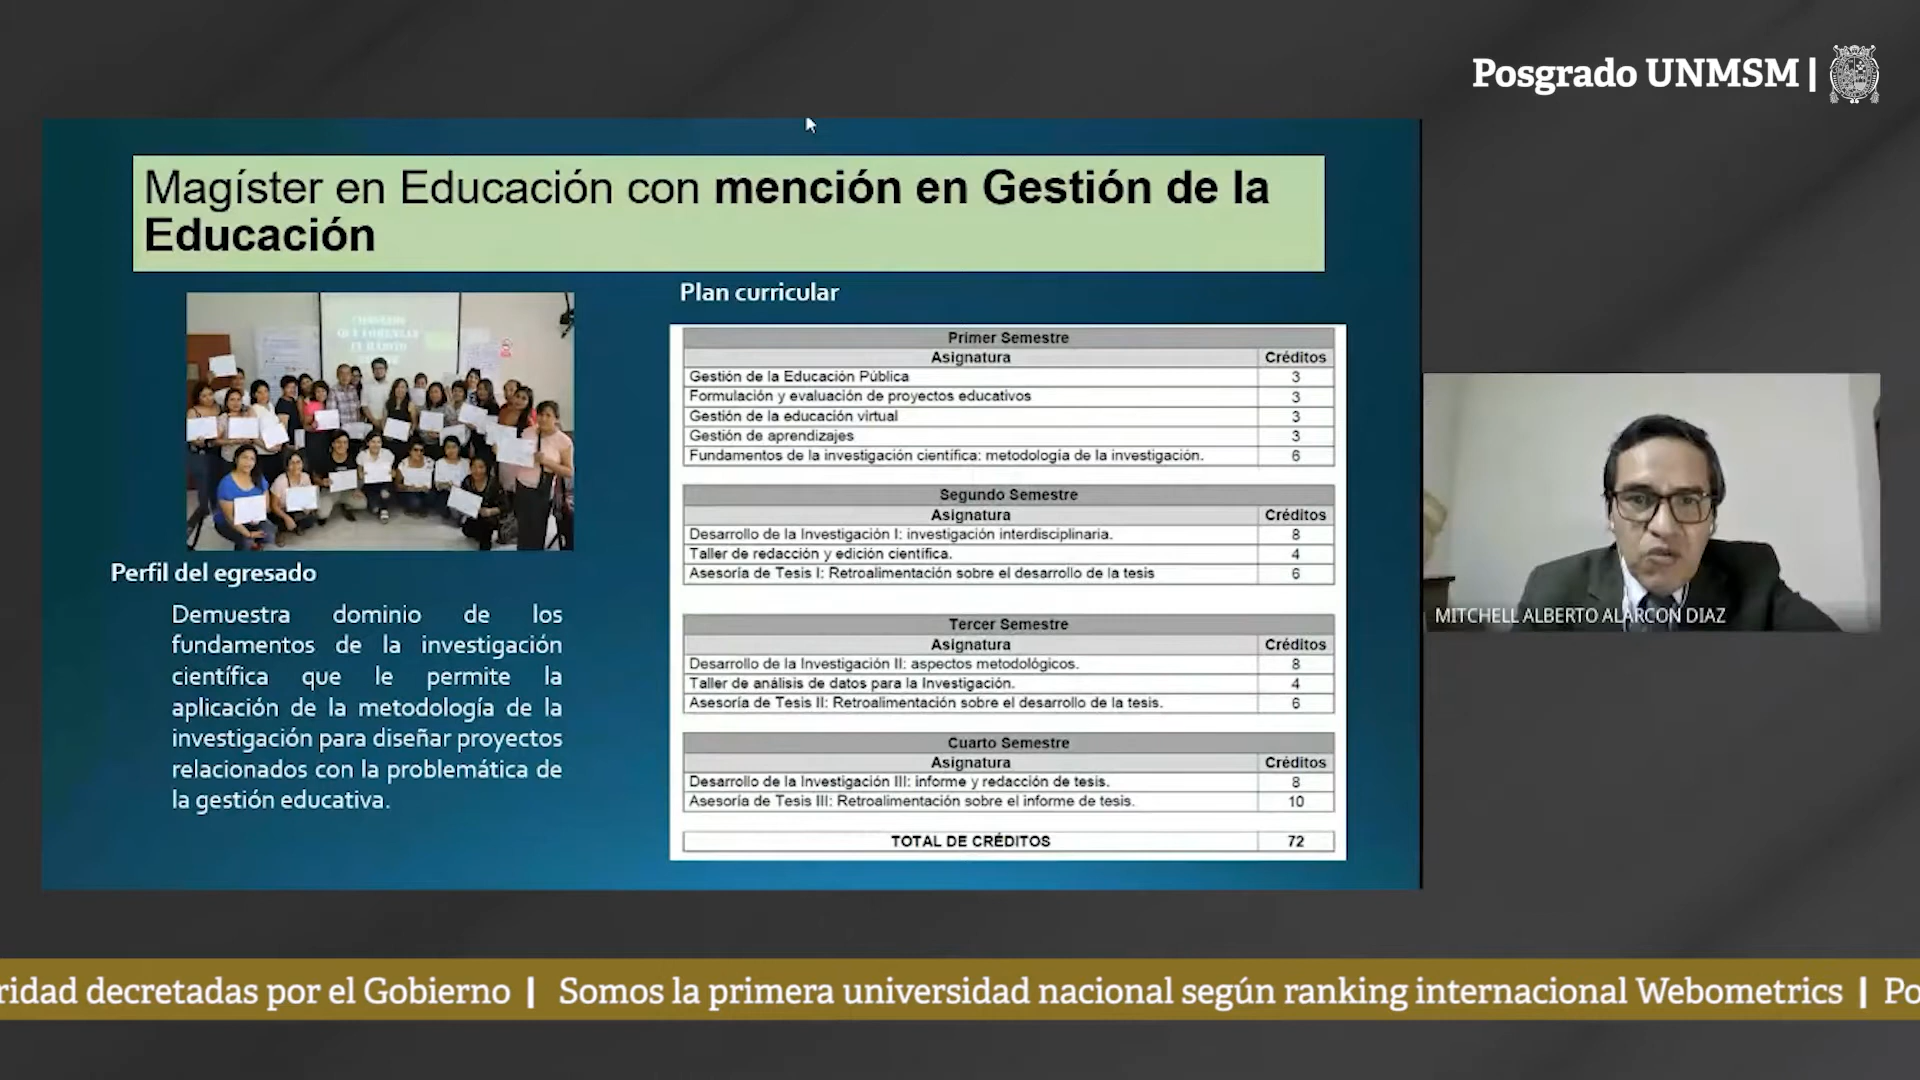 Posgrado UNMSM |
Magíster en Educación con mención en Gestión de la
Educación
Plan curricular
Primer Semestre
Asignatura Créditos
Gestión de la Educación Pública 3
Formulación y evaluación de proyectos educativos 3
Gestión de la educación virtual 3
Gestión de aprendizajes 3
Fundamentos de la investigación científica: metodología de la investigación. 6
Segundo Semestre
Asignatura Créditos
Desarrollo de la Investigación I: investigación interdisciplinaria. 8
Taller de redacción y edición científica. 4
Asesoría de Tesis I: Retroalimentación sobre el desarrollo de la tesis 6
Tercer Semestre
Asignatura Créditos
Desarrollo de la Investigación II: aspectos metodológicos. 8
Taller de análisis de datos para la Investigación. 4
Asesoría de Tesis II: Retroalimentación sobre el desarrollo de la tesis. 6
Cuarto Semestre
Asignatura Créditos
Desarrollo de la Investigación III: informe y redacción de tesis. 8
Asesoría de Tesis III: Retroalimentación sobre el informe de tesis. 10
TOTAL DE CRÉDITOS 72
Perfil del egresado
Demuestra dominio de los
fundamentos de la investigación
científica que le permite la
aplicación de la metodología de la
investigación para diseñar proyectos
relacionados con la problemática de
la gestión educativa.
MITCHELL ALBERTO ALARCON DIAZ
ridad decretadas por el Gobierno | Somos la primera universidad nacional según ranking internacional Webometrics | Po